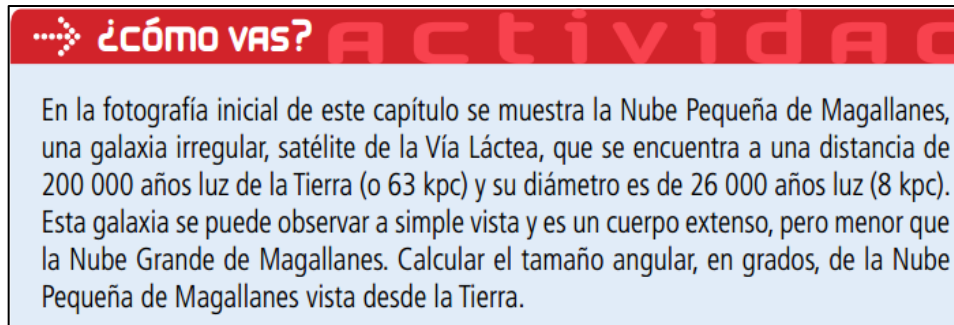 ¿cómo vas? activida
En la fotografía inicial de este capítulo se muestra la Nube Pequeña de Magallanes,
una galaxia irregular, satélite de la Vía Láctea, que se encuentra a una distancia de
200 000 años luz de la Tierra (o 63 kpc) y su diámetro es de 26 000 años luz (8 kpc).
Esta galaxia se puede observar a simple vista y es un cuerpo extenso, pero menor que
la Nube Grande de Magallanes. Calcular el tamaño angular, en grados, de la Nube
Pequeña de Magallanes vista desde la Tierra.